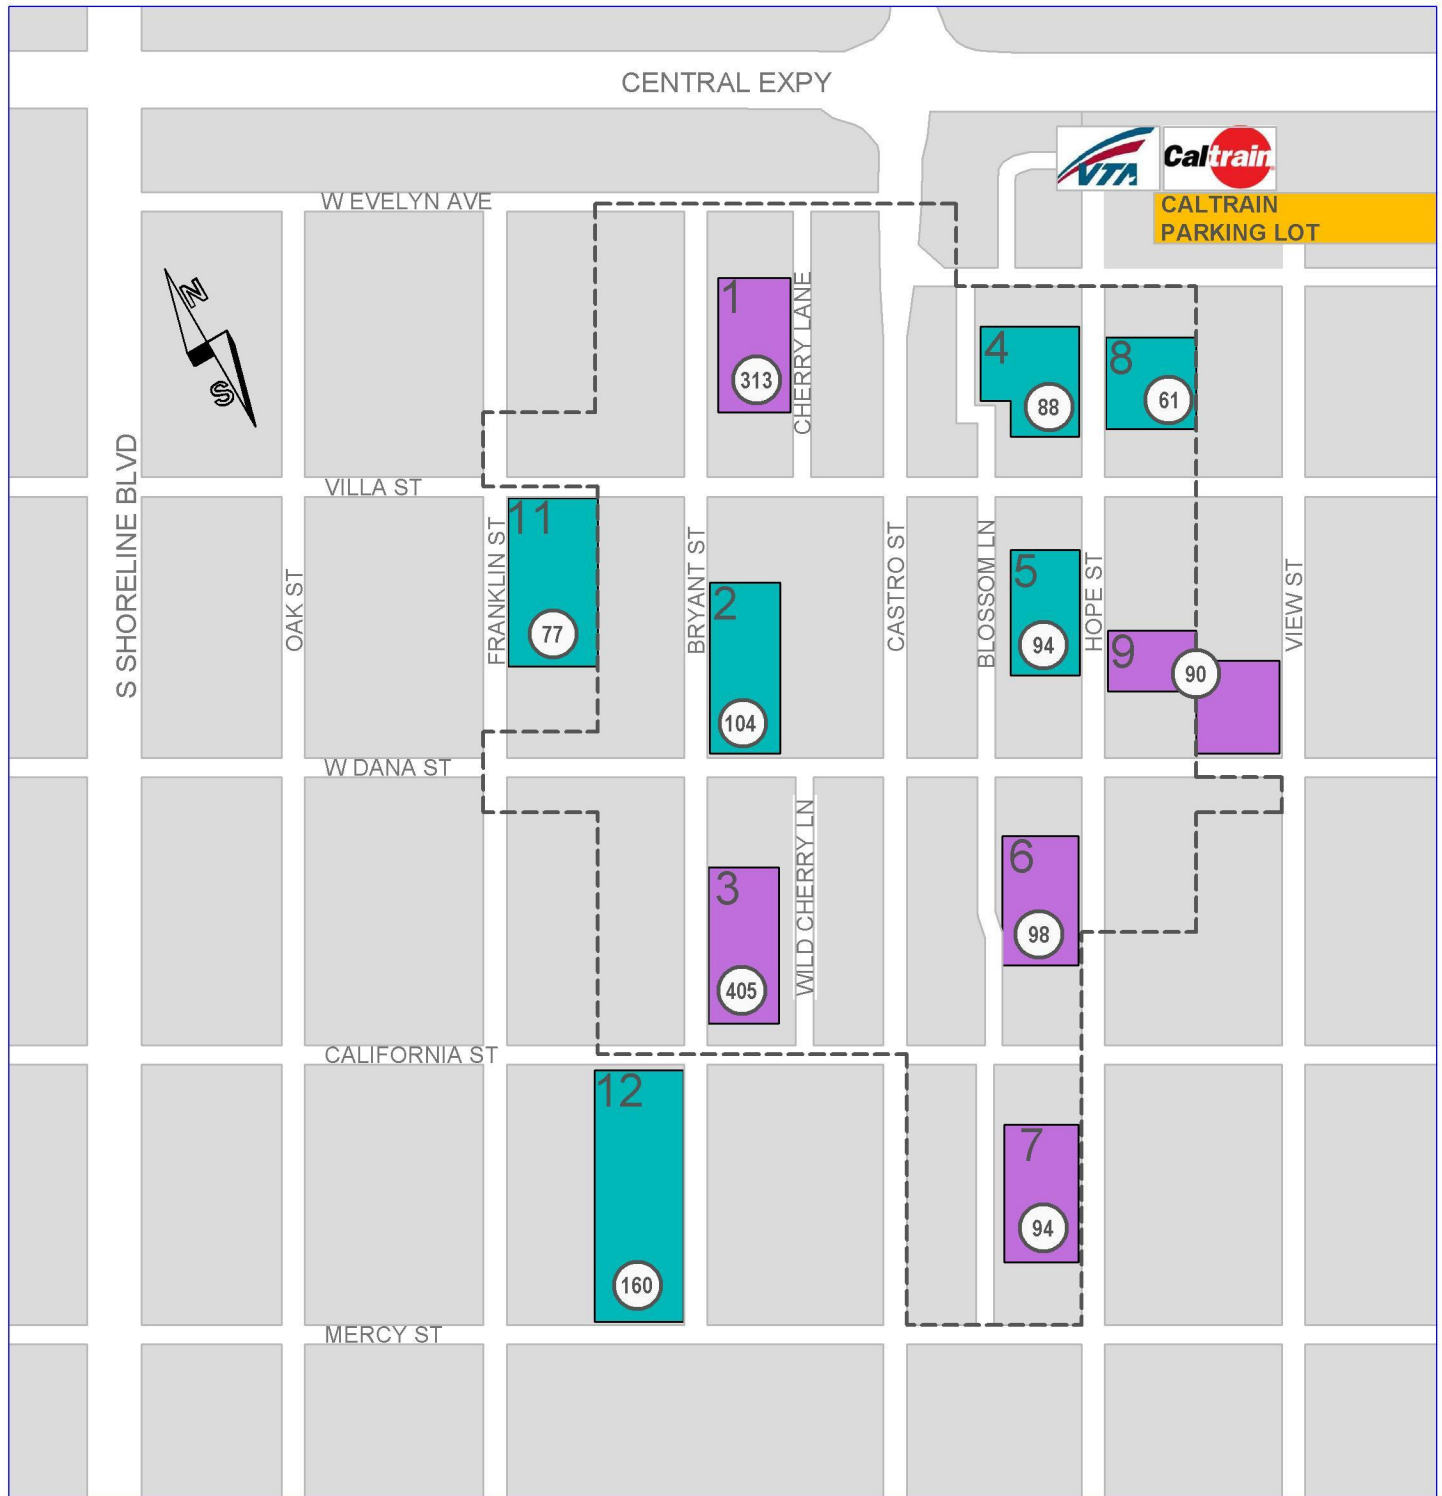 CENTRAL EXPY
VTA
Caltrain
CALTRAIN
PARKING LOT
W EVELYN AVE
N
S
1
313
CHERRY LANE
4
88
8
61
S SHORELINE BLVD
VILLA ST
OAK ST
FRANKLIN ST
11
77
BRYANT ST
2
104
CASTRO ST
BLOSSOM LN
5
94
HOPE ST
9
90
VIEW ST
W DANA ST
3
405
WILD CHERRY LN
6
98
CALIFORNIA ST
12
160
7
94
MERCY ST